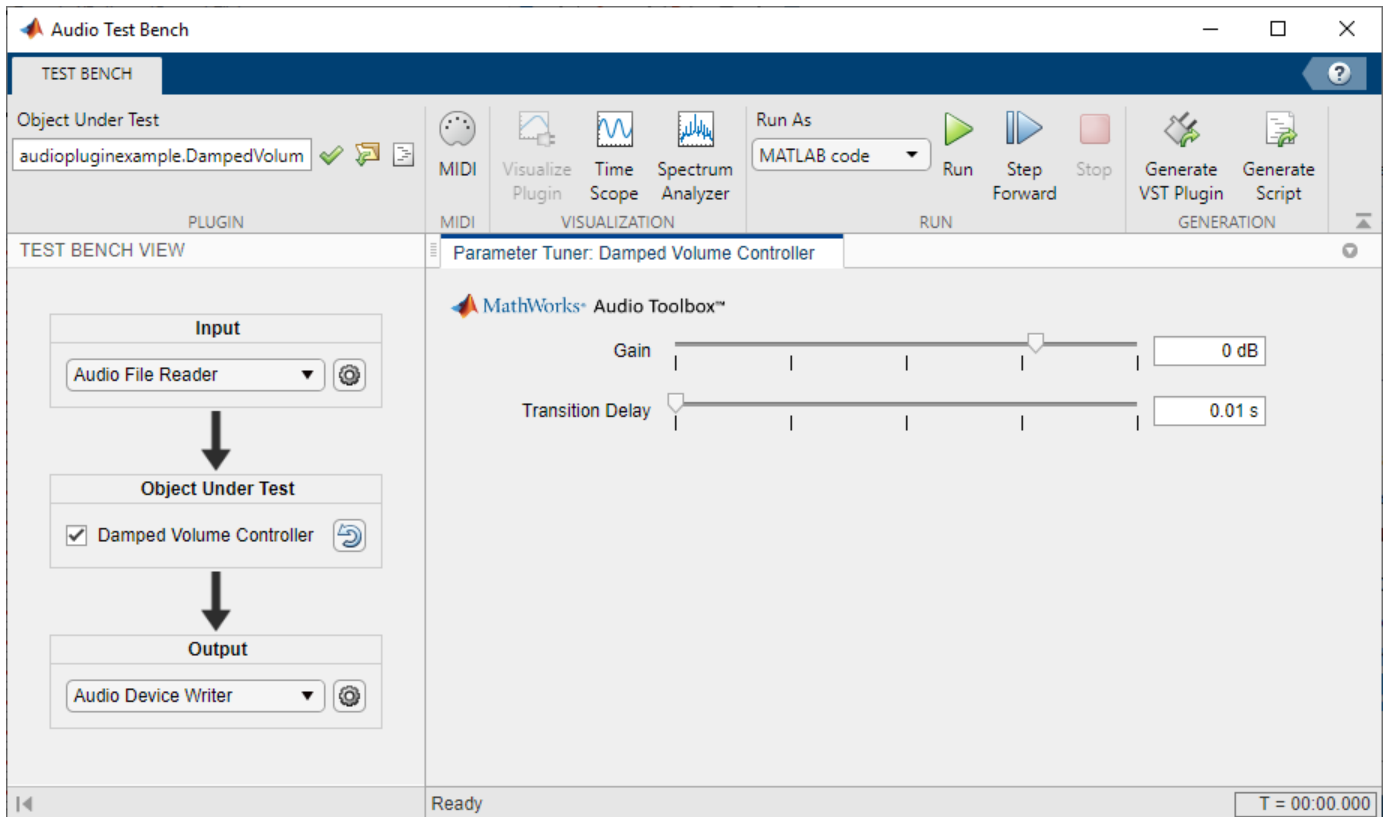 Audio Test Bench
TEST BENCH
?
Object Under Test
audiopluginexample.DampedVolum
MIDI
Visualize
Plugin
Time
Scope
Spectrum
Analyzer
Run As
MATLAB code
Run
Step
Forward
Stop
Generate
VST Plugin
Generate
Script
PLUGIN
MIDI
VISUALIZATION
RUN
GENERATION
TEST BENCH VIEW
Parameter Tuner: Damped Volume Controller
Input
Audio File Reader
Object Under Test
Damped Volume Controller
Output
Audio Device Writer
MathWorks® Audio Toolbox™
Gain
0 dB
Transition Delay
0.01 s
Ready
T = 00:00.000